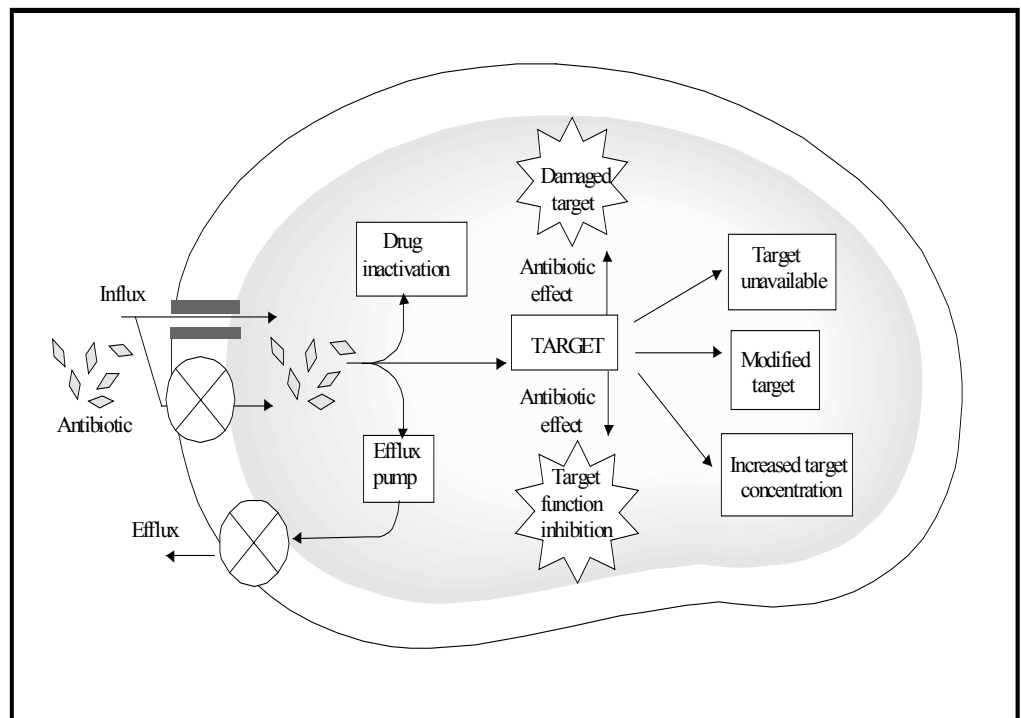 Influx
Antibiotic
Efflux
Drug
inactivation
Efflux
pump
Damaged
target
Antibiotic
effect
TARGET
Antibiotic
effect
Target
function
inhibition
Target
unavailable
Modified
target
Increased target
concentration